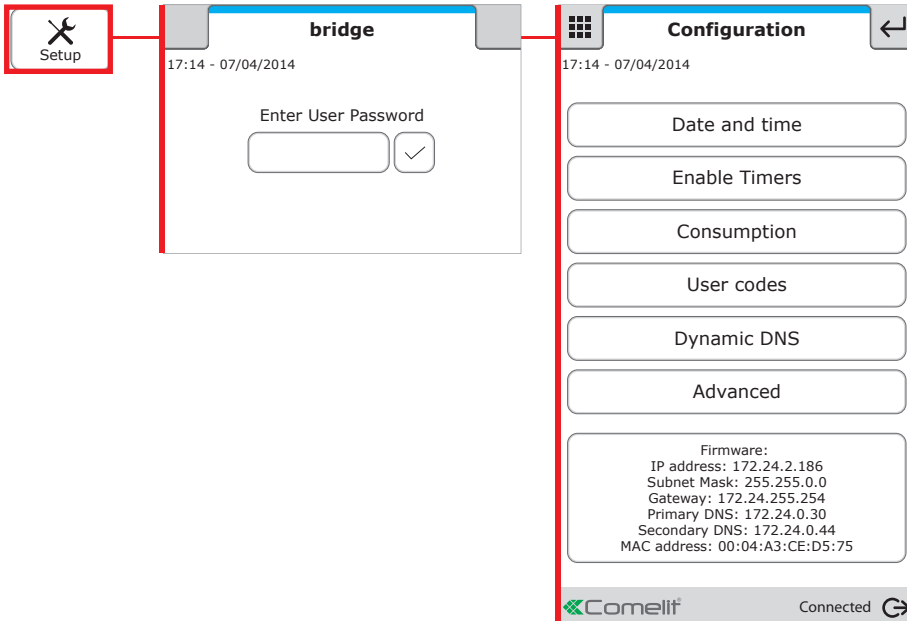 Setup
bridge
17:14 - 07/04/2014
Enter User Password
Configuration
17:14 - 07/04/2014
Date and time
Enable Timers
Consumption
User codes
Dynamic DNS
Advanced
Firmware:
IP address: 172.24.2.186
Subnet Mask: 255.255.0.0
Gateway: 172.24.255.254
Primary DNS: 172.24.0.30
Secondary DNS: 172.24.0.44
MAC address: 00:04:A3:CE:D5:75
Comelit
Connected